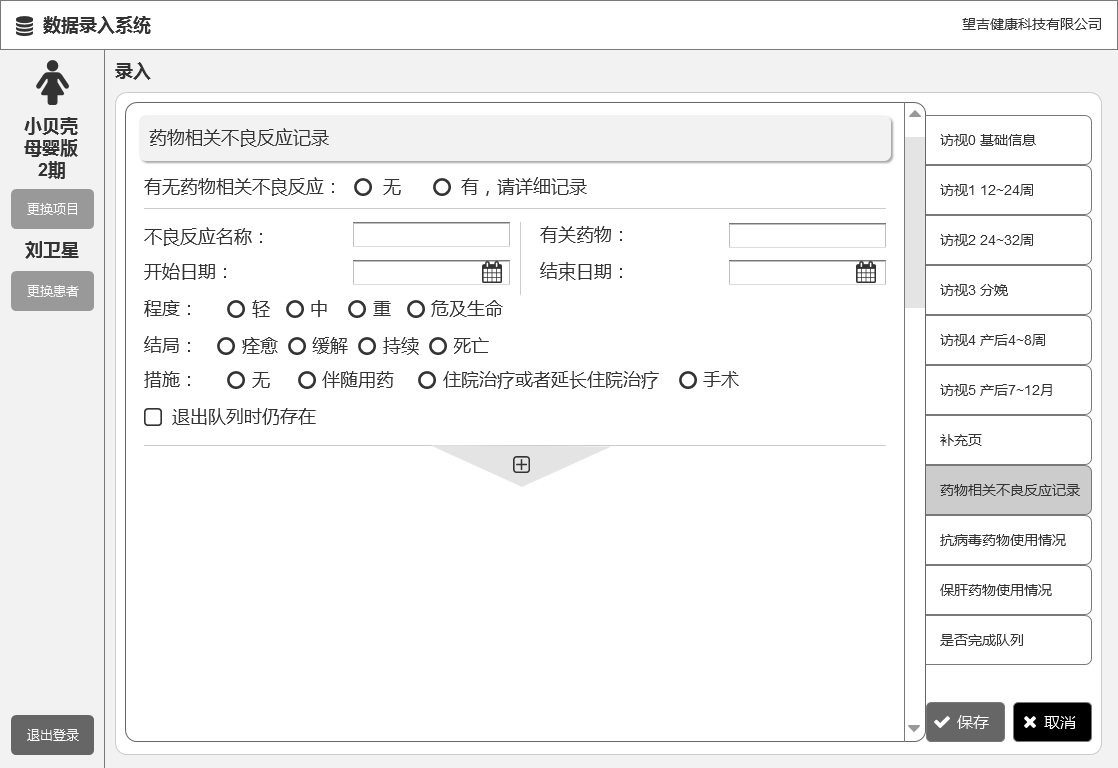 数据录入系统
望吉健康科技有限公司
小贝壳
母婴版
2期
更换项目
刘卫星
更换患者
退出登录
录入
药物相关不良反应记录
有无药物相关不良反应： 无 有，请详细记录
不良反应名称： 有关药物：
开始日期： 结束日期：
程度： 轻 中 重 危及生命
结局： 痊愈 缓解 持续 死亡
措施： 无 伴随用药 住院治疗或者延长住院治疗 手术
退出队列时仍存在
访视0 基础信息
访视1 12~24周
访视2 24~32周
访视3 分娩
访视4 产后4~8周
访视5 产后7~12月
补充页
药物相关不良反应记录
抗病毒药物使用情况
保肝药物使用情况
是否完成队列
保存 取消